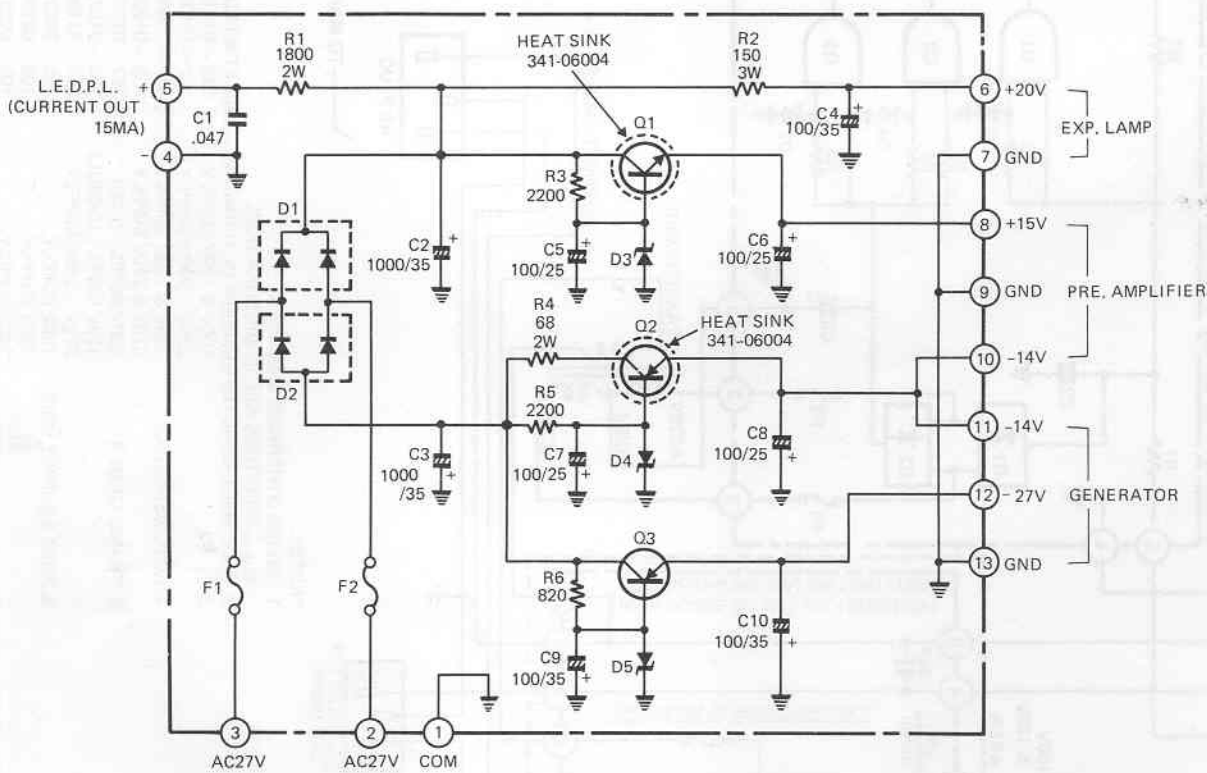 R1
1800
2W
HEAT SINK
341-06004
R2
150
3W
L.E.D.P.L.
(CURRENT OUT
15MA)
+
5
C1
.047
-
4
Q1
C4
100/35
+
6
+20V
EXP. LAMP
7
GND
R3
2200
D1
C2
1000/35
+
C5
100/25
+
D3
C6
100/25
+
8
+15V
9
GND
PRE. AMPLIFIER
R4
68
2W
Q2
HEAT SINK
341-06004
10
-14V
D2
R5
2200
C3
1000
/35
+
C7
100/25
+
D4
C8
100/25
+
11
-14V
12
-27V
GENERATOR
Q3
F1
F2
R6
820
13
GND
C10
100/35
+
C9
100/35
+
D5
3
2
1
AC27V
AC27V
COM